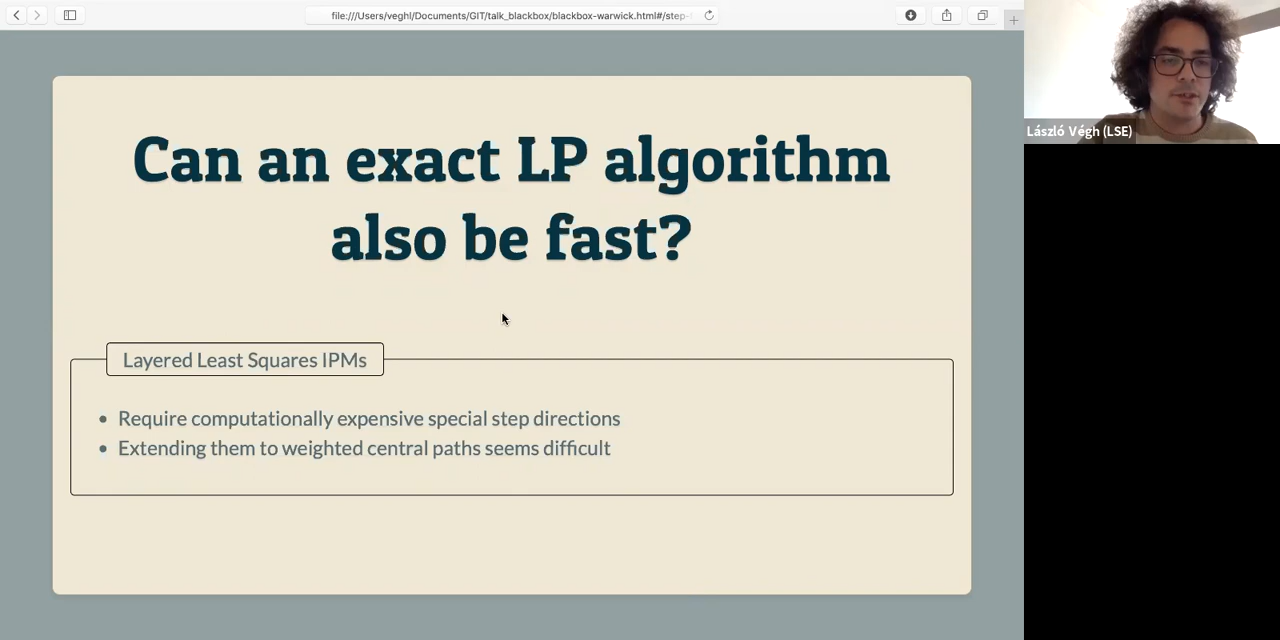 file:///Users/veghl/Documents/GIT/talk_blackbox/blackbox-warwick.html#/step-
László Végh (LSE)
Can an exact LP algorithm
also be fast?
Layered Least Squares IPMs
• Require computationally expensive special step directions
• Extending them to weighted central paths seems difficult